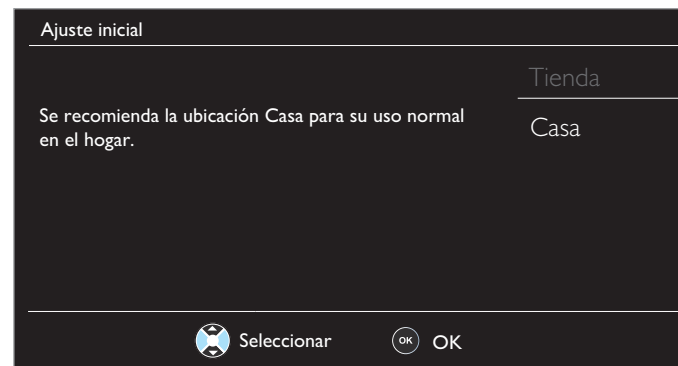 Ajuste inicial
Tienda
Se recomienda la ubicación Casa para su uso normal
en el hogar.
Casa
Seleccionar
OK
OK